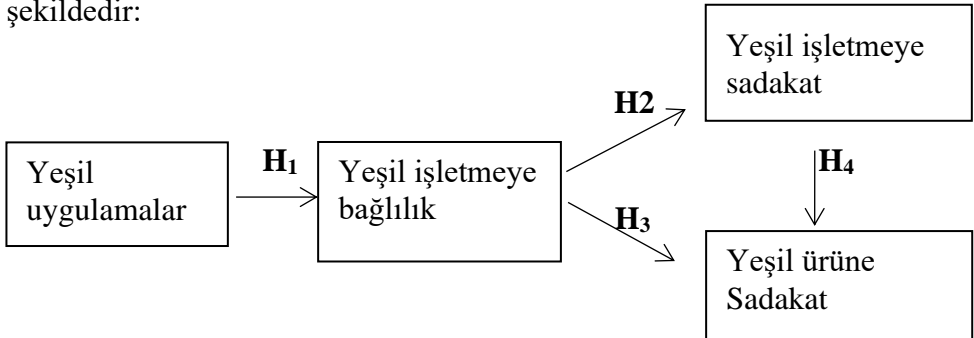 şekildedir:
Yeşil işletmeye
sadakat
H2
Yeşil
uygulamalar
H1
Yeşil işletmeye
bağlılık
H4
H3
Yeşil ürüne
Sadakat